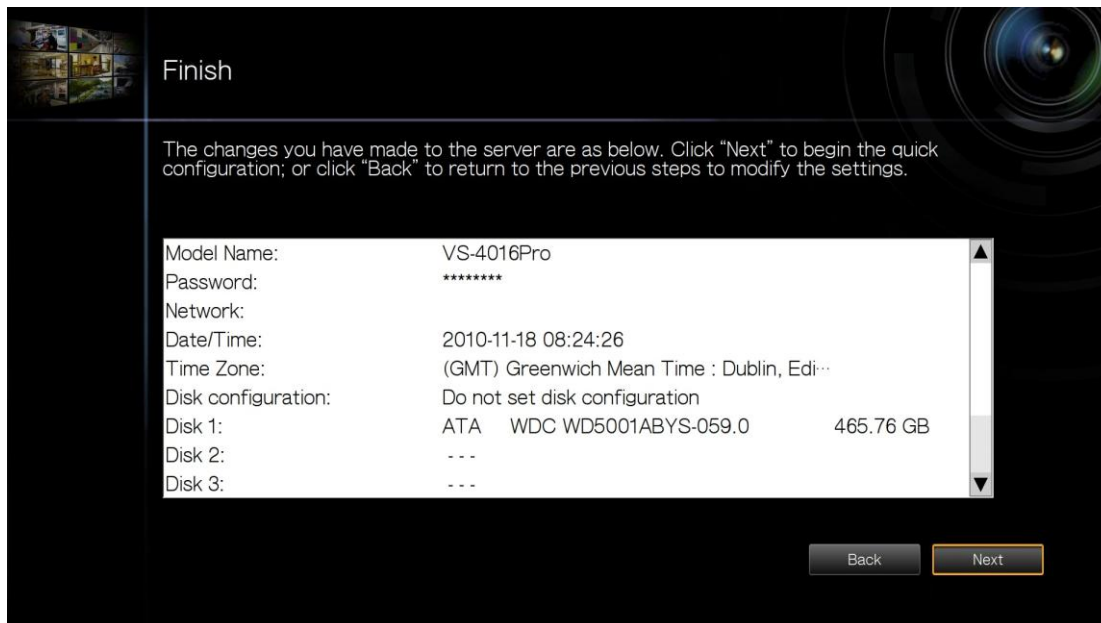 Finish
The changes you have made to the server are as below. Click “Next” to begin the quick
configuration; or click “Back” to return to the previous steps to modify the settings.
Model Name: VS-4016Pro
Password: ********
Network:
Date/Time: 2010-11-18 08:24:26
Time Zone: (GMT) Greenwich Mean Time : Dublin, Edi…
Disk configuration: Do not set disk configuration
Disk 1: ATA WDC WD5001ABYS-059.0 465.76 GB
Disk 2: - - -
Disk 3: - - -
Back Next